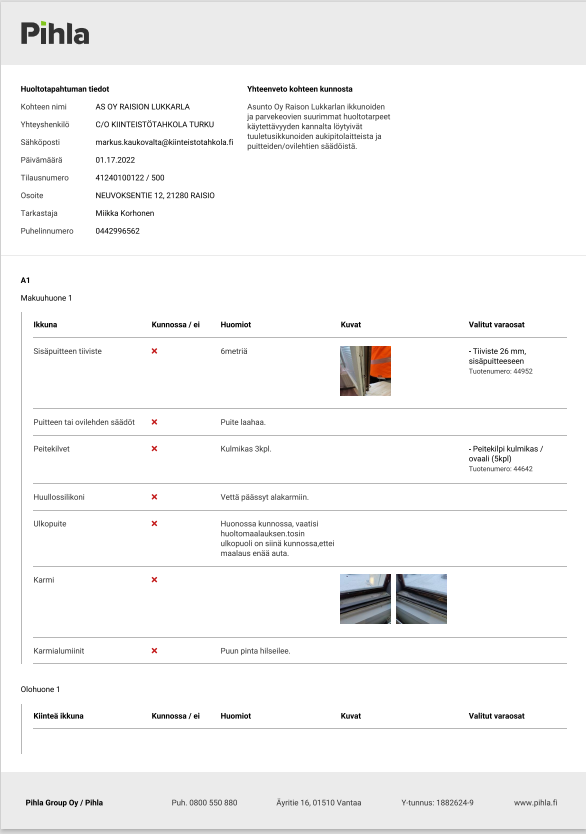 Pihla
Huoltotapahtuman tiedot
Kohteen nimi AS OY RAISION LUKKARLA
Yhteyshenkilö C/O KIINTEISTÖTAHKOLA TURKU
Sähköposti markus.kaukovalta@kiinteistotahkola.fi
Päivämäärä 01.17.2022
Tilausnumero 41240100122 / 500
Osoite NEUVOKSENTIE 12, 21280 RAISIO
Tarkastaja Miikka Korhonen
Puhelinnumero 0442996562
Yhteenveto kohteen kunnosta
Asunto Oy Raison Lukkarlan ikkunoiden
ja parvekeovien suurimmat huoltotarpeet
käytettävyyden kannalta löytyivät
tuuletusikkunoiden aukipitolaitteista ja
puitteiden/ovilehtien säädöistä.
A1
Makuuhuone 1
Ikkuna Kunnossa / ei Huomiot Kuvat Valitut varaosat
Sisäpuitteen tiiviste 6metriä - Tiiviste 26 mm,
sisäpuitteeseen
Tuotenumero: 44952
Puitteen tai ovilehden säädöt Puite laahaa.
Peitekilvet Kulmikas 3kpl. - Peitekilpi kulmikas /
ovaali (5kpl)
Tuotenumero: 44642
Huullossilikoni Vettä päässyt alakarmiin.
Ulkopuite Huonossa kunnossa, vaatisi
huoltomaalauksen.tosin
ulkopuoli on siinä kunnossa,ettei
maalaus enää auta.
Karmi
Karmialumiinit Puun pinta hilseilee.
Olohuone 1
Kiinteä ikkuna Kunnossa / ei Huomiot Kuvat Valitut varaosat
Pihla Group Oy / Pihla Puh. 0800 550 880 Äyritie 16, 01510 Vantaa Y-tunnus: 1882624-9 www.pihla.fi